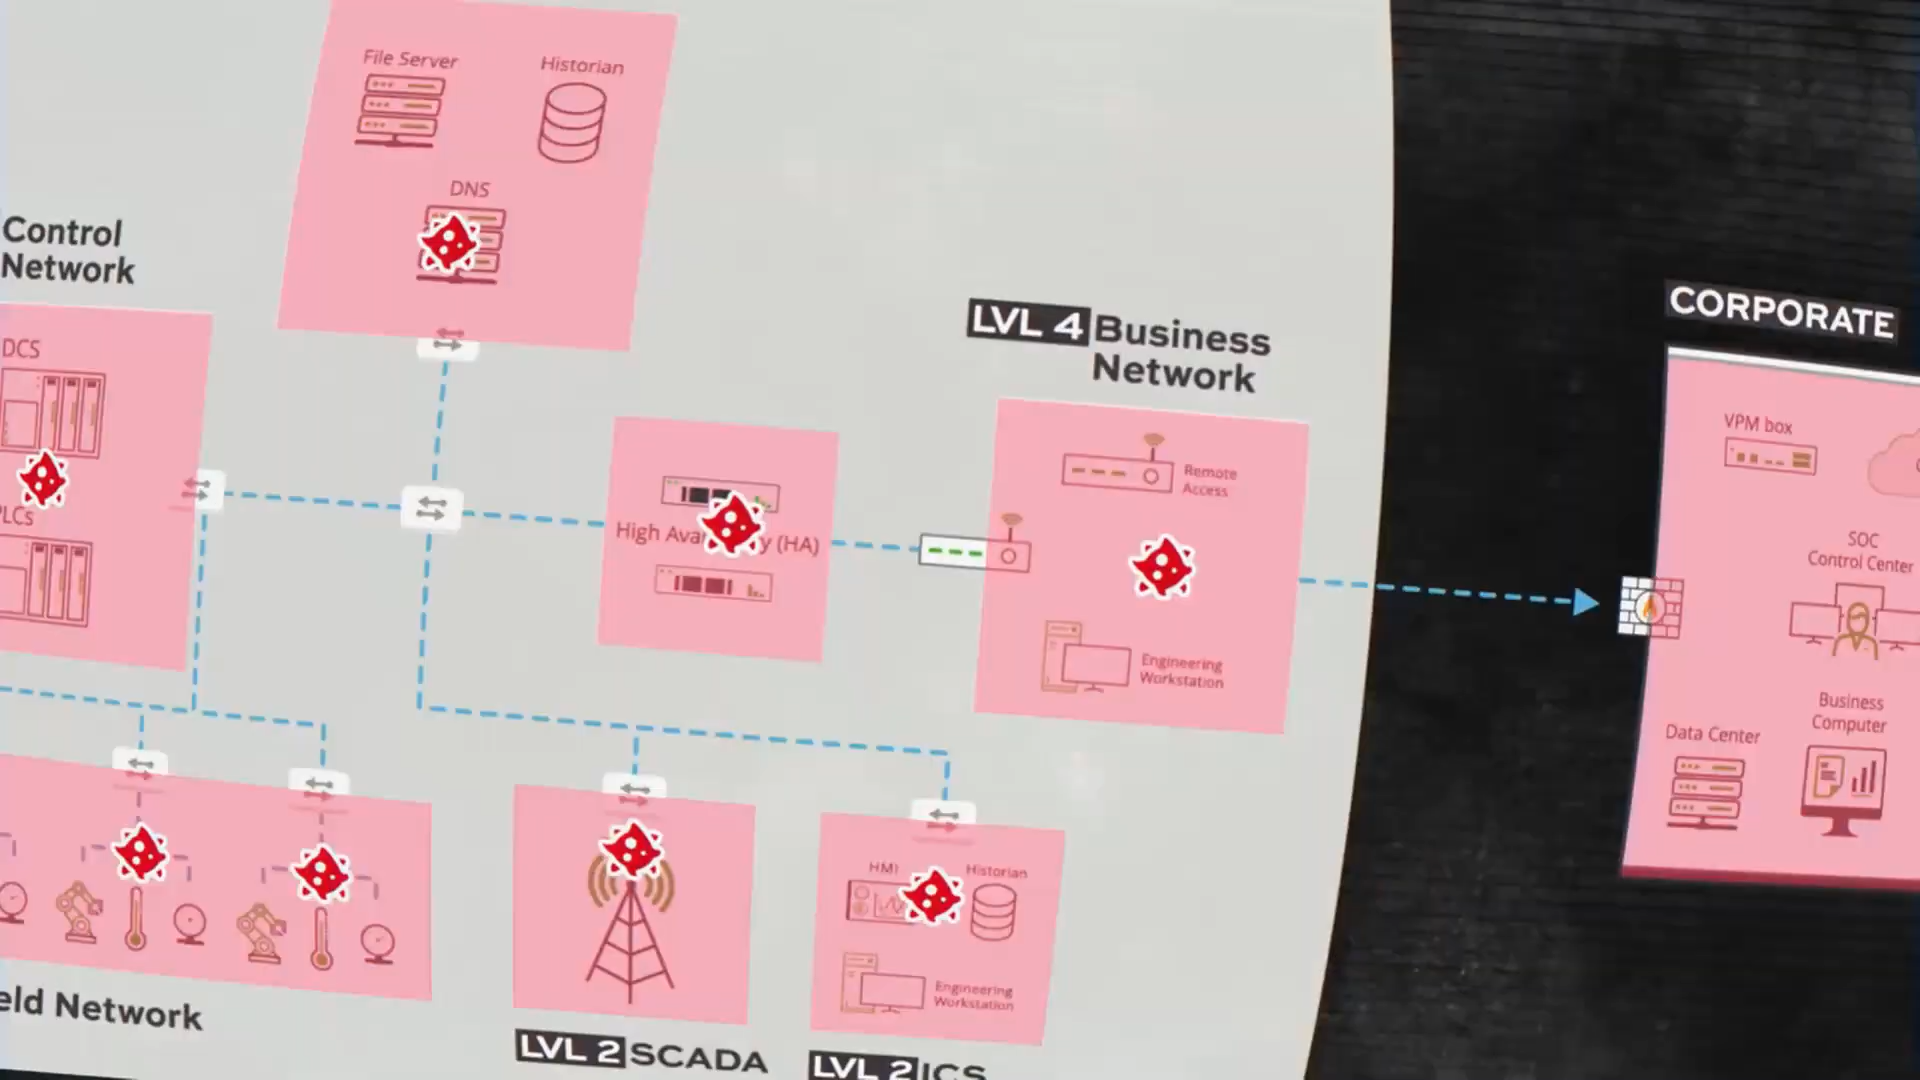 File Server
Historian
DNS
Control
Network
DCS
PLCs
LVL 4 Business
Network
Remote
Access
High (HA)
Engineering
Workstation
CORPORATE
VPM box
SOC
Control Center
Business
Computer
Data Center
HMI
Historian
Engineering
Workstation
eld Network
LVL 2 SCADA
LVL 2 ICS